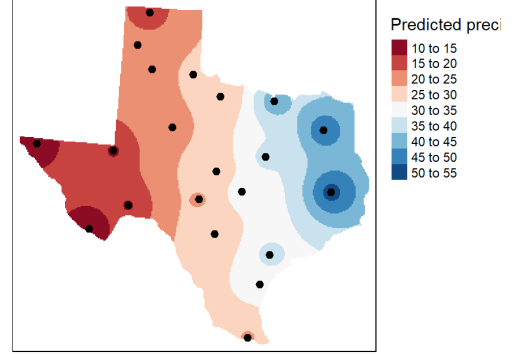 Predicted preci
10 to 15
15 to 20
20 to 25
25 to 30
30 to 35
35 to 40
40 to 45
45 to 50
50 to 55